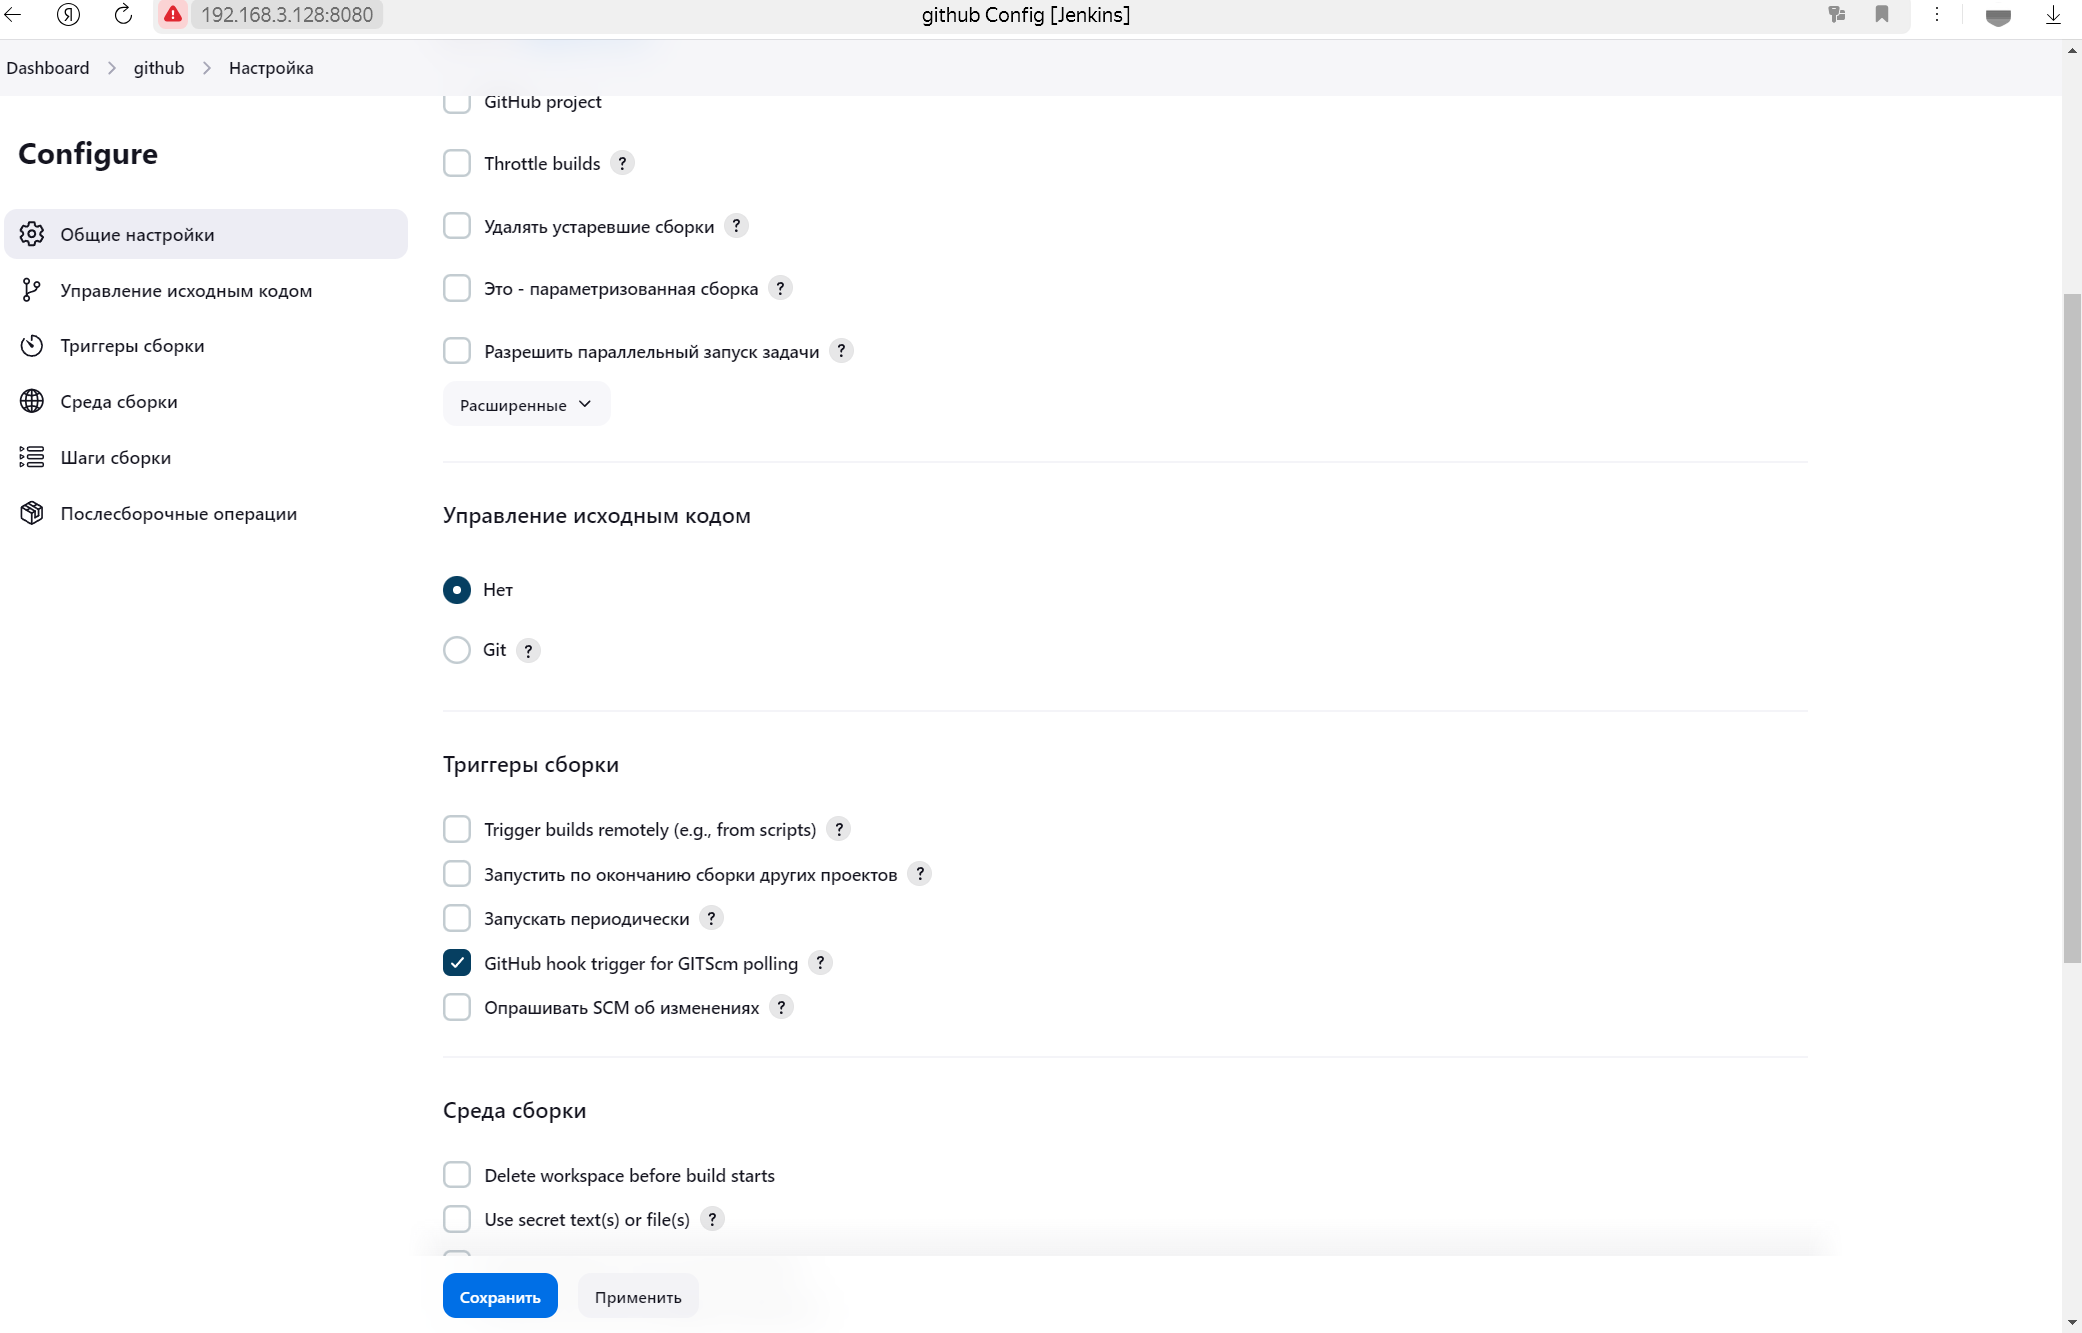 192.168.3.128:8080
github Config [Jenkins]
Dashboard
github
Настройка
Configure
Общие настройки
Управление исходным кодом
Триггеры сборки
Среда сборки
Шаги сборки
Послесборочные операции
GitHub project
Throttle builds ?
Удалять устаревшие сборки ?
Это - параметризованная сборка ?
Разрешить параллельный запуск задачи ?
Расширенные
Управление исходным кодом
Нет
Git ?
Триггеры сборки
Trigger builds remotely (e.g., from scripts) ?
Запустить по окончанию сборки других проектов ?
Запускать периодически ?
GitHub hook trigger for GITScm polling ?
Опрашивать SCM об изменениях ?
Среда сборки
Delete workspace before build starts
Use secret text(s) or file(s) ?
Сохранить
Применить